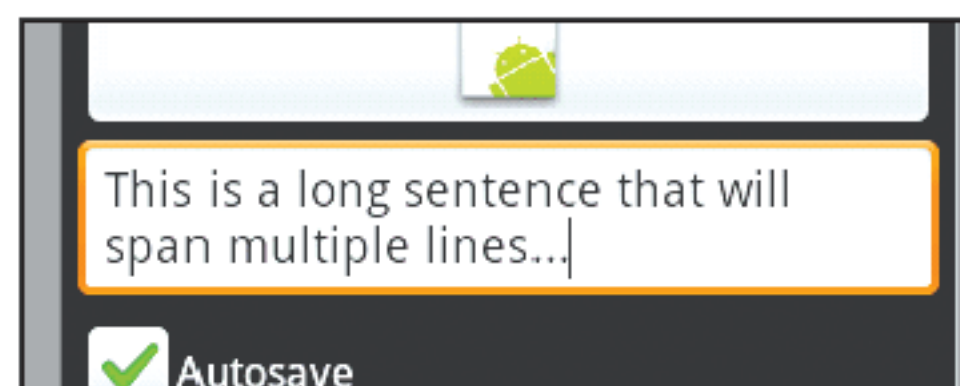 This is a long sentence that will
span multiple lines...
Autosave